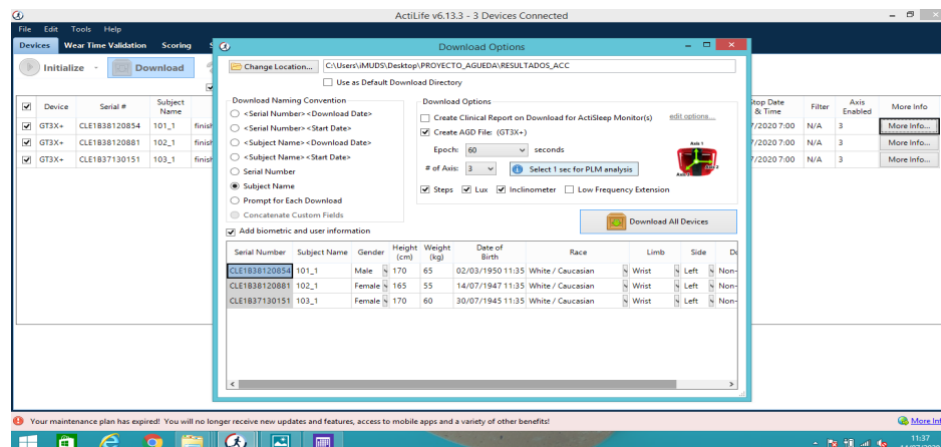 ActiLife v6.13.3 - 3 Devices Connected
File Edit Tools Help
Devices Wear Time Validation Scoring
Initialize Download
Download Options
Change Location... C:\Users\iMUDS\Desktop\PROYECTO_AGUEDA\RESULTADOS_ACC
Use as Default Download Directory
Download Naming Convention
<Serial Number> <Download Date>
<Serial Number> <Start Date>
<Subject Name> <Download Date>
<Subject Name> <Start Date>
Serial Number
Subject Name
Prompt for Each Download
Concatenate Custom Fields
Add biometric and user information
Download Options
Create Clinical Report on Download for ActiSleep Monitor(s) edit options...
Create AGD File: (GT3X+)
Epoch: 60 seconds
# of Axis: 3 Select 1 sec for PLM analysis
Axis 1
Steps Lux Inclinometer Low Frequency Extension
Download All Devices
Serial Number Subject Name Gender Height (cm) Weight (kg) Date of Birth Race Limb Side
CLE1B38120854 101_1 Male 170 65 02/03/1950 11:35 White / Caucasian Wrist Left Non-
CLE1B38120881 102_1 Female 165 55 14/07/1947 11:35 White / Caucasian Wrist Left Non-
CLE1B37130151 103_1 Female 170 60 30/07/1945 11:35 White / Caucasian Wrist Left Non-
Device Serial # Subject Name
GT3X+ CLE1B38120854 101_1 finish
GT3X+ CLE1B38120881 102_1 finish
GT3X+ CLE1B37130151 103_1 finish
Stop Date & Time Filter Axis Enabled More Info
7/2020 7:00 N/A 3 More Info...
7/2020 7:00 N/A 3 More Info...
7/2020 7:00 N/A 3 More Info...
Your maintenance plan has expired! You will no longer receive new updates and features, access to mobile apps and a variety of other benefits! More Inf
11:37